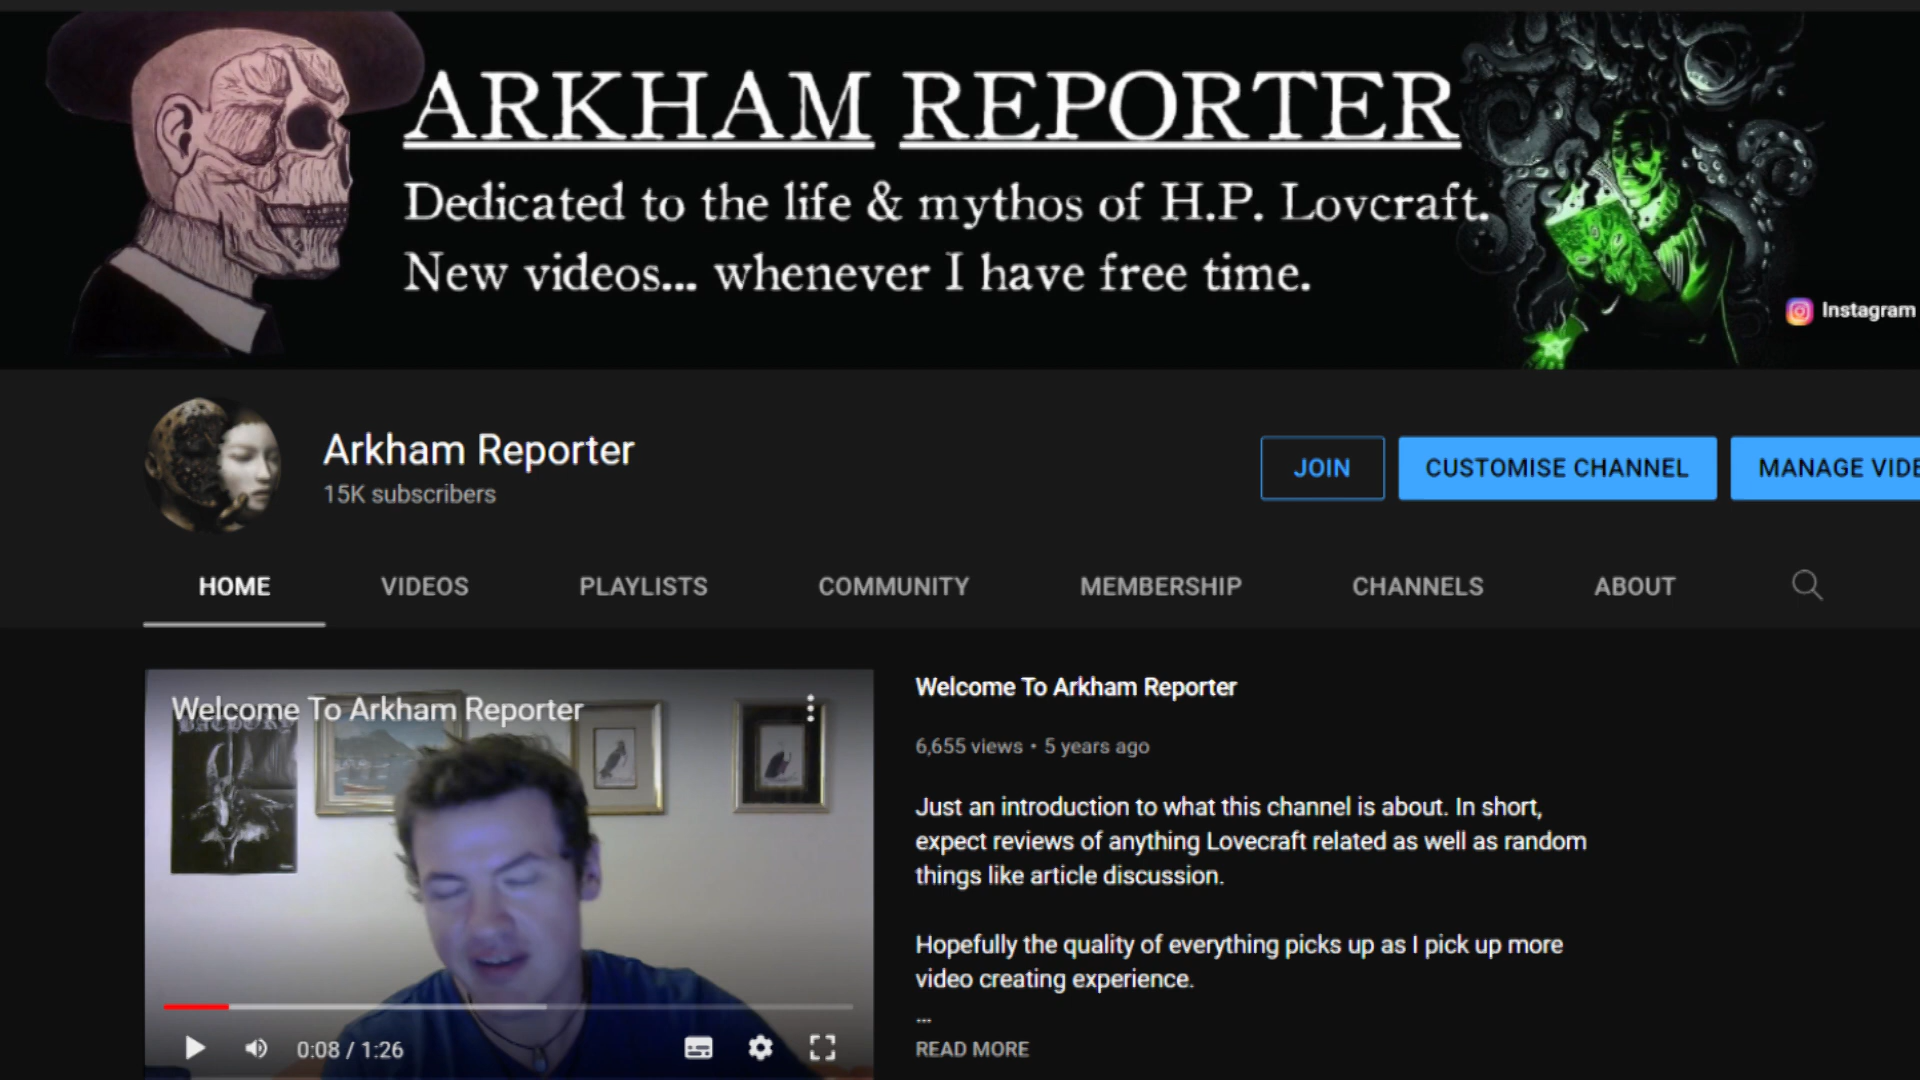 ARKHAM REPORTER
Dedicated to the life & mythos of H.P. Lovcraft.
New videos... whenever I have free time.
Instagram
Arkham Reporter
15K subscribers
JOIN
CUSTOMISE CHANNEL
MANAGE VIDE
HOME
VIDEOS
PLAYLISTS
COMMUNITY
MEMBERSHIP
CHANNELS
ABOUT
Welcome To Arkham Reporter
BATHORY
0:08 / 1:26
Welcome To Arkham Reporter
6,655 views • 5 years ago
Just an introduction to what this channel is about. In short,
expect reviews of anything Lovecraft related as well as random
things like article discussion.
Hopefully the quality of everything picks up as I pick up more
video creating experience.
...
READ MORE